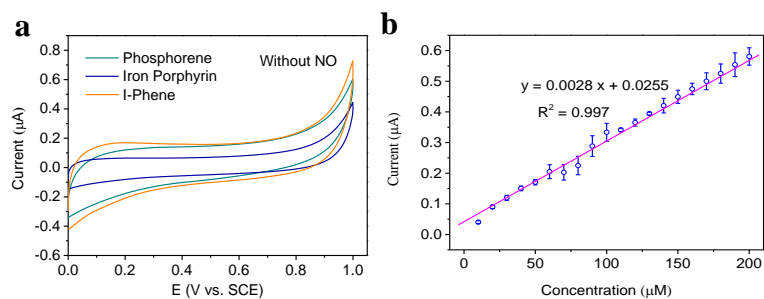 a
Phosphorene
Iron Porphyrin
I-Phene
Without NO
0.8
0.6
0.4
0.2
0.0
-0.2
-0.4
-0.6
Current (μA)
0.0 0.2 0.4 0.6 0.8 1.0
E (V vs. SCE)
b
y = 0.0028 x + 0.0255
R² = 0.997
0.6
0.5
0.4
0.3
0.2
0.1
0.0
Current (μA)
0 50 100 150 200
Concentration (μM)